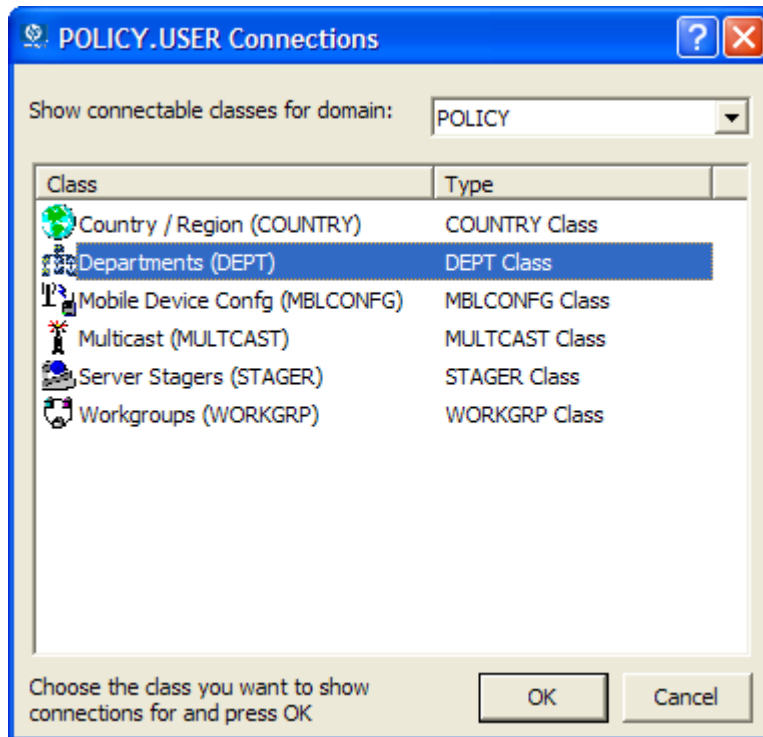 POLICY.USER Connections
Show connectable classes for domain: POLICY
Class Type
Country / Region (COUNTRY) COUNTRY Class
Departments (DEPT) DEPT Class
Mobile Device Confg (MBLCONFG) MBLCONFG Class
Multicast (MULTCAST) MULTCAST Class
Server Stagers (STAGER) STAGER Class
Workgroups (WORKGRP) WORKGRP Class
Choose the class you want to show
connections for and press OK
OK Cancel